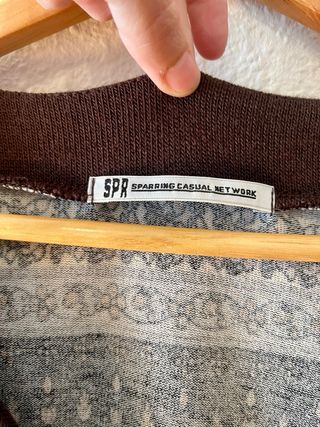 SPR SPARRING CASUAL NETWORK